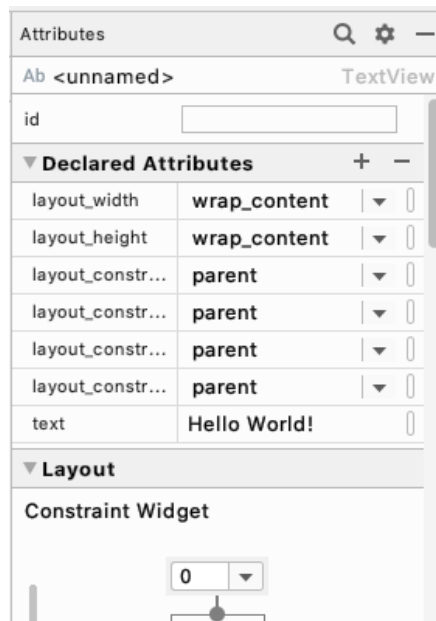 Attributes
Ab <unnamed> TextView
id
Declared Attributes
layout_width wrap_content
layout_height wrap_content
layout_constr... parent
layout_constr... parent
layout_constr... parent
layout_constr... parent
text Hello World!
Layout
Constraint Widget
0